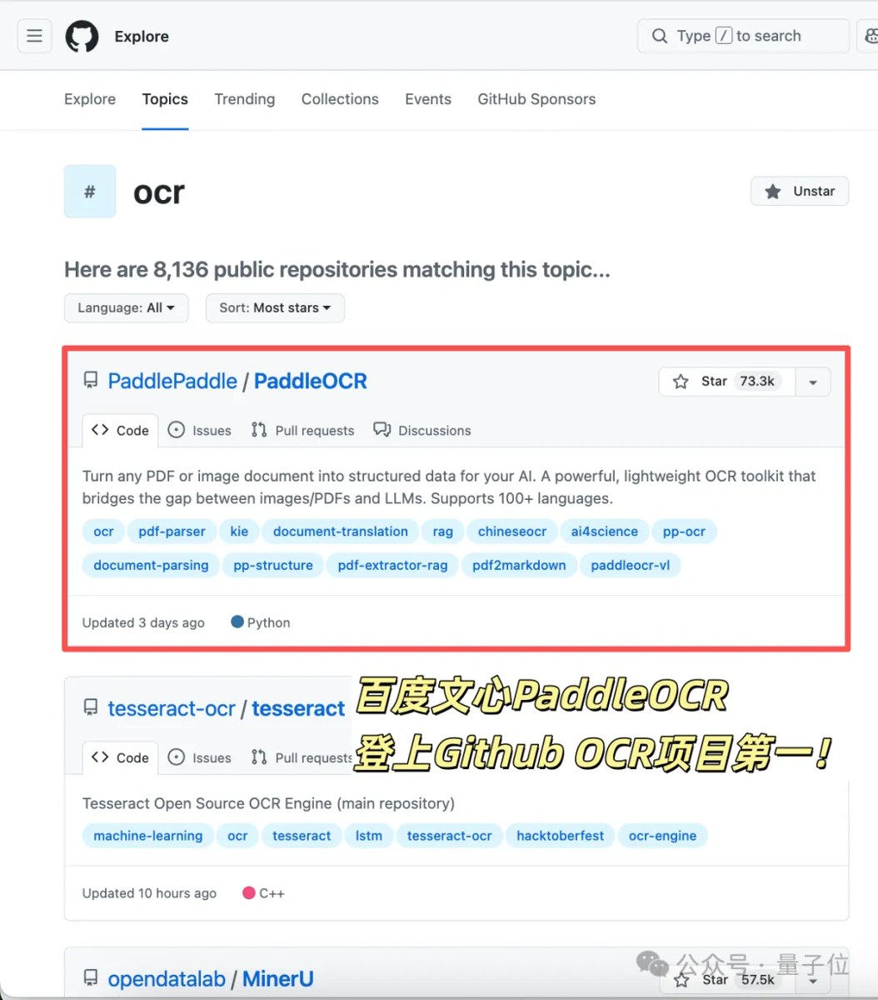 Explore
Type / to search
Explore Topics Trending Collections Events GitHub Sponsors
# ocr
Unstar
Here are 8,136 public repositories matching this topic...
Language: All Sort: Most stars
PaddlePaddle / PaddleOCR
Star 73.3k
Code Issues Pull requests Discussions
Turn any PDF or image document into structured data for your AI. A powerful, lightweight OCR toolkit that
bridges the gap between images/PDFs and LLMs. Supports 100+ languages.
ocr pdf-parser kie document-translation rag chineseocr ai4science pp-ocr
document-parsing pp-structure pdf-extractor-rag pdf2markdown paddleocr-vl
Updated 3 days ago Python
百度文心PaddleOCR
tesseract-ocr / tesseract
登上Github OCR项目第一!
Code Issues Pull requests
Tesseract Open Source OCR Engine (main repository)
machine-learning ocr tesseract lstm tesseract-ocr hacktoberfest ocr-engine
Updated 10 hours ago C++
公众号 · 量子位
opendatalab / MinerU
Star 57.5k